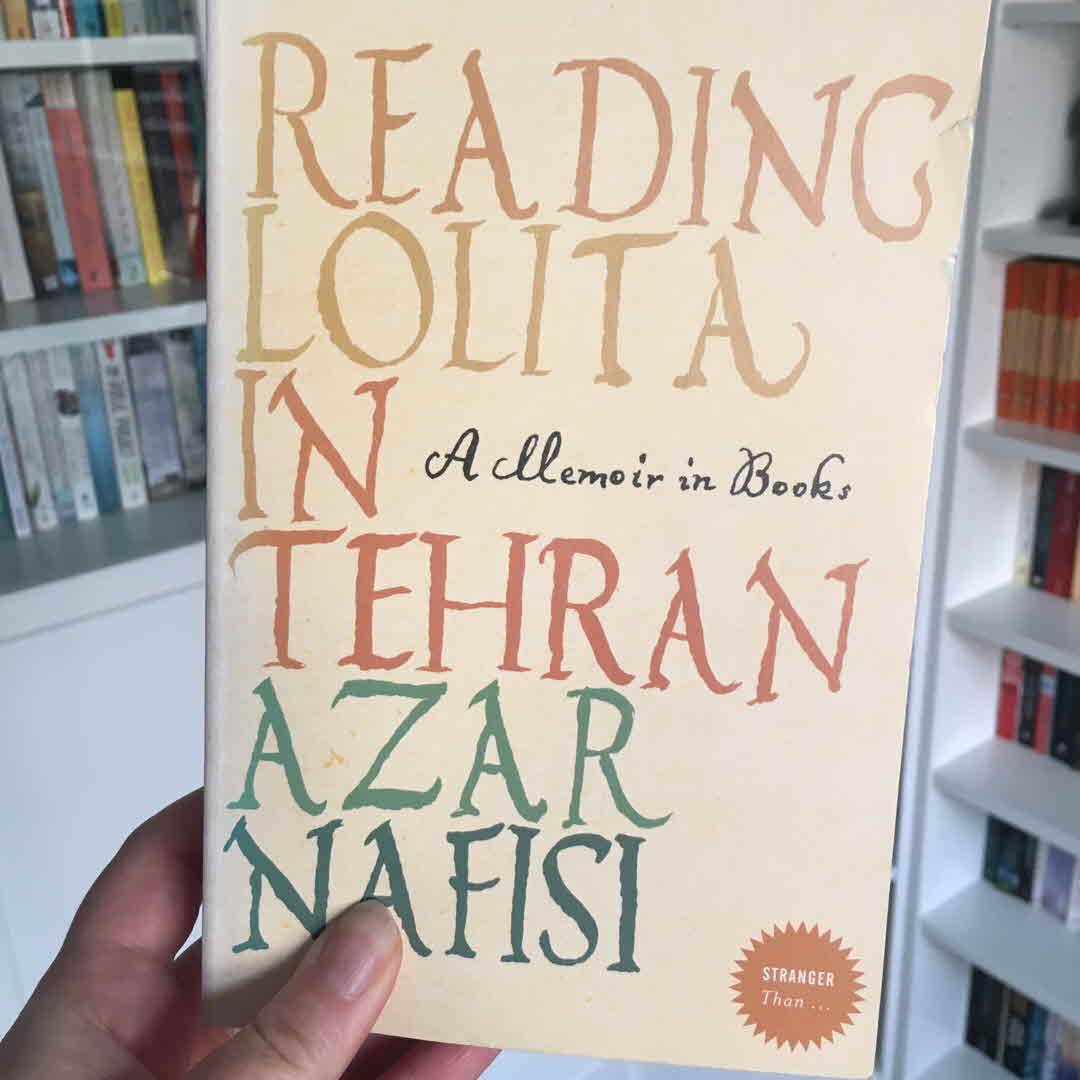 READING
LOLITA
IN
A Memoir in Books
TEHRAN
AZAR
NAFISI
STRANGER
Than ...